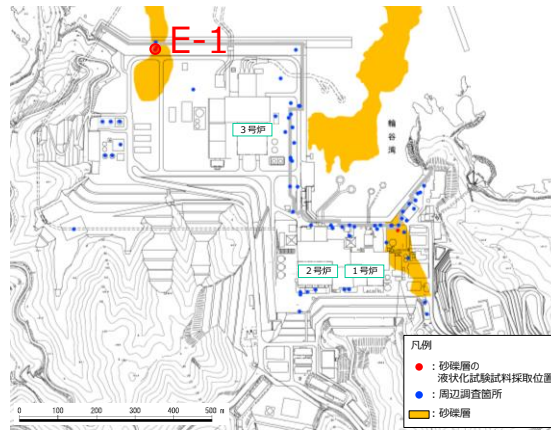 E-1
3号炉
輪谷湾
2号炉
1号炉
凡例
：砂礫層の
液状化試験試料採取位置
：周辺調査箇所
：砂礫層
0 100 200 300 400 500 m